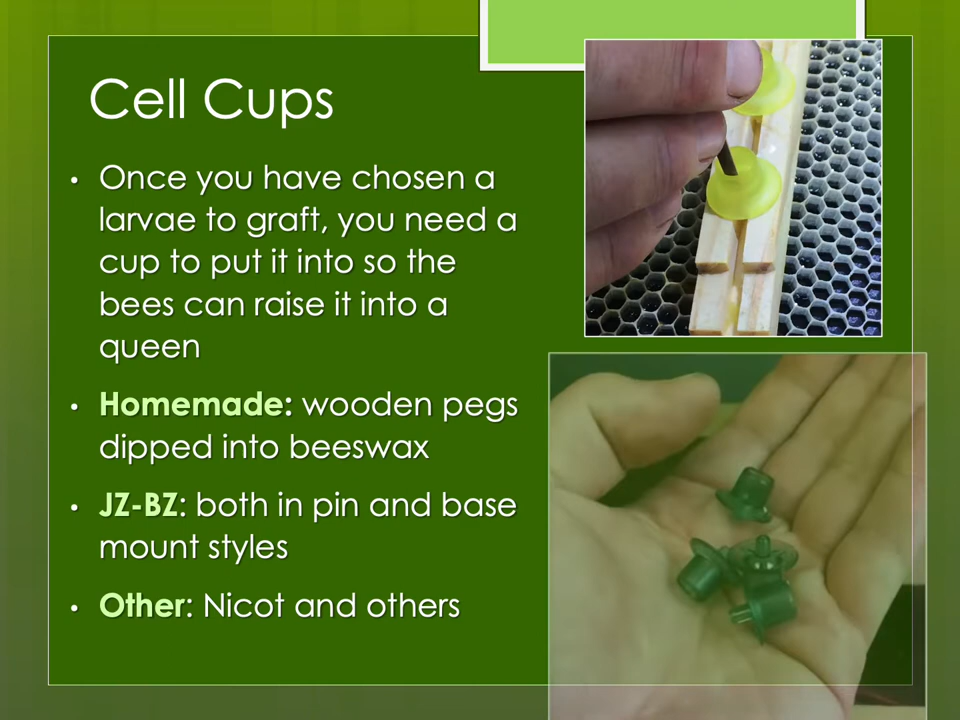 Cell Cups
• Once you have chosen a
larvae to graft, you need a
cup to put it into so the
bees can raise it into a
queen
• Homemade: wooden pegs
dipped into beeswax
• JZ-BZ: both in pin and base
mount styles
• Other: Nicot and others